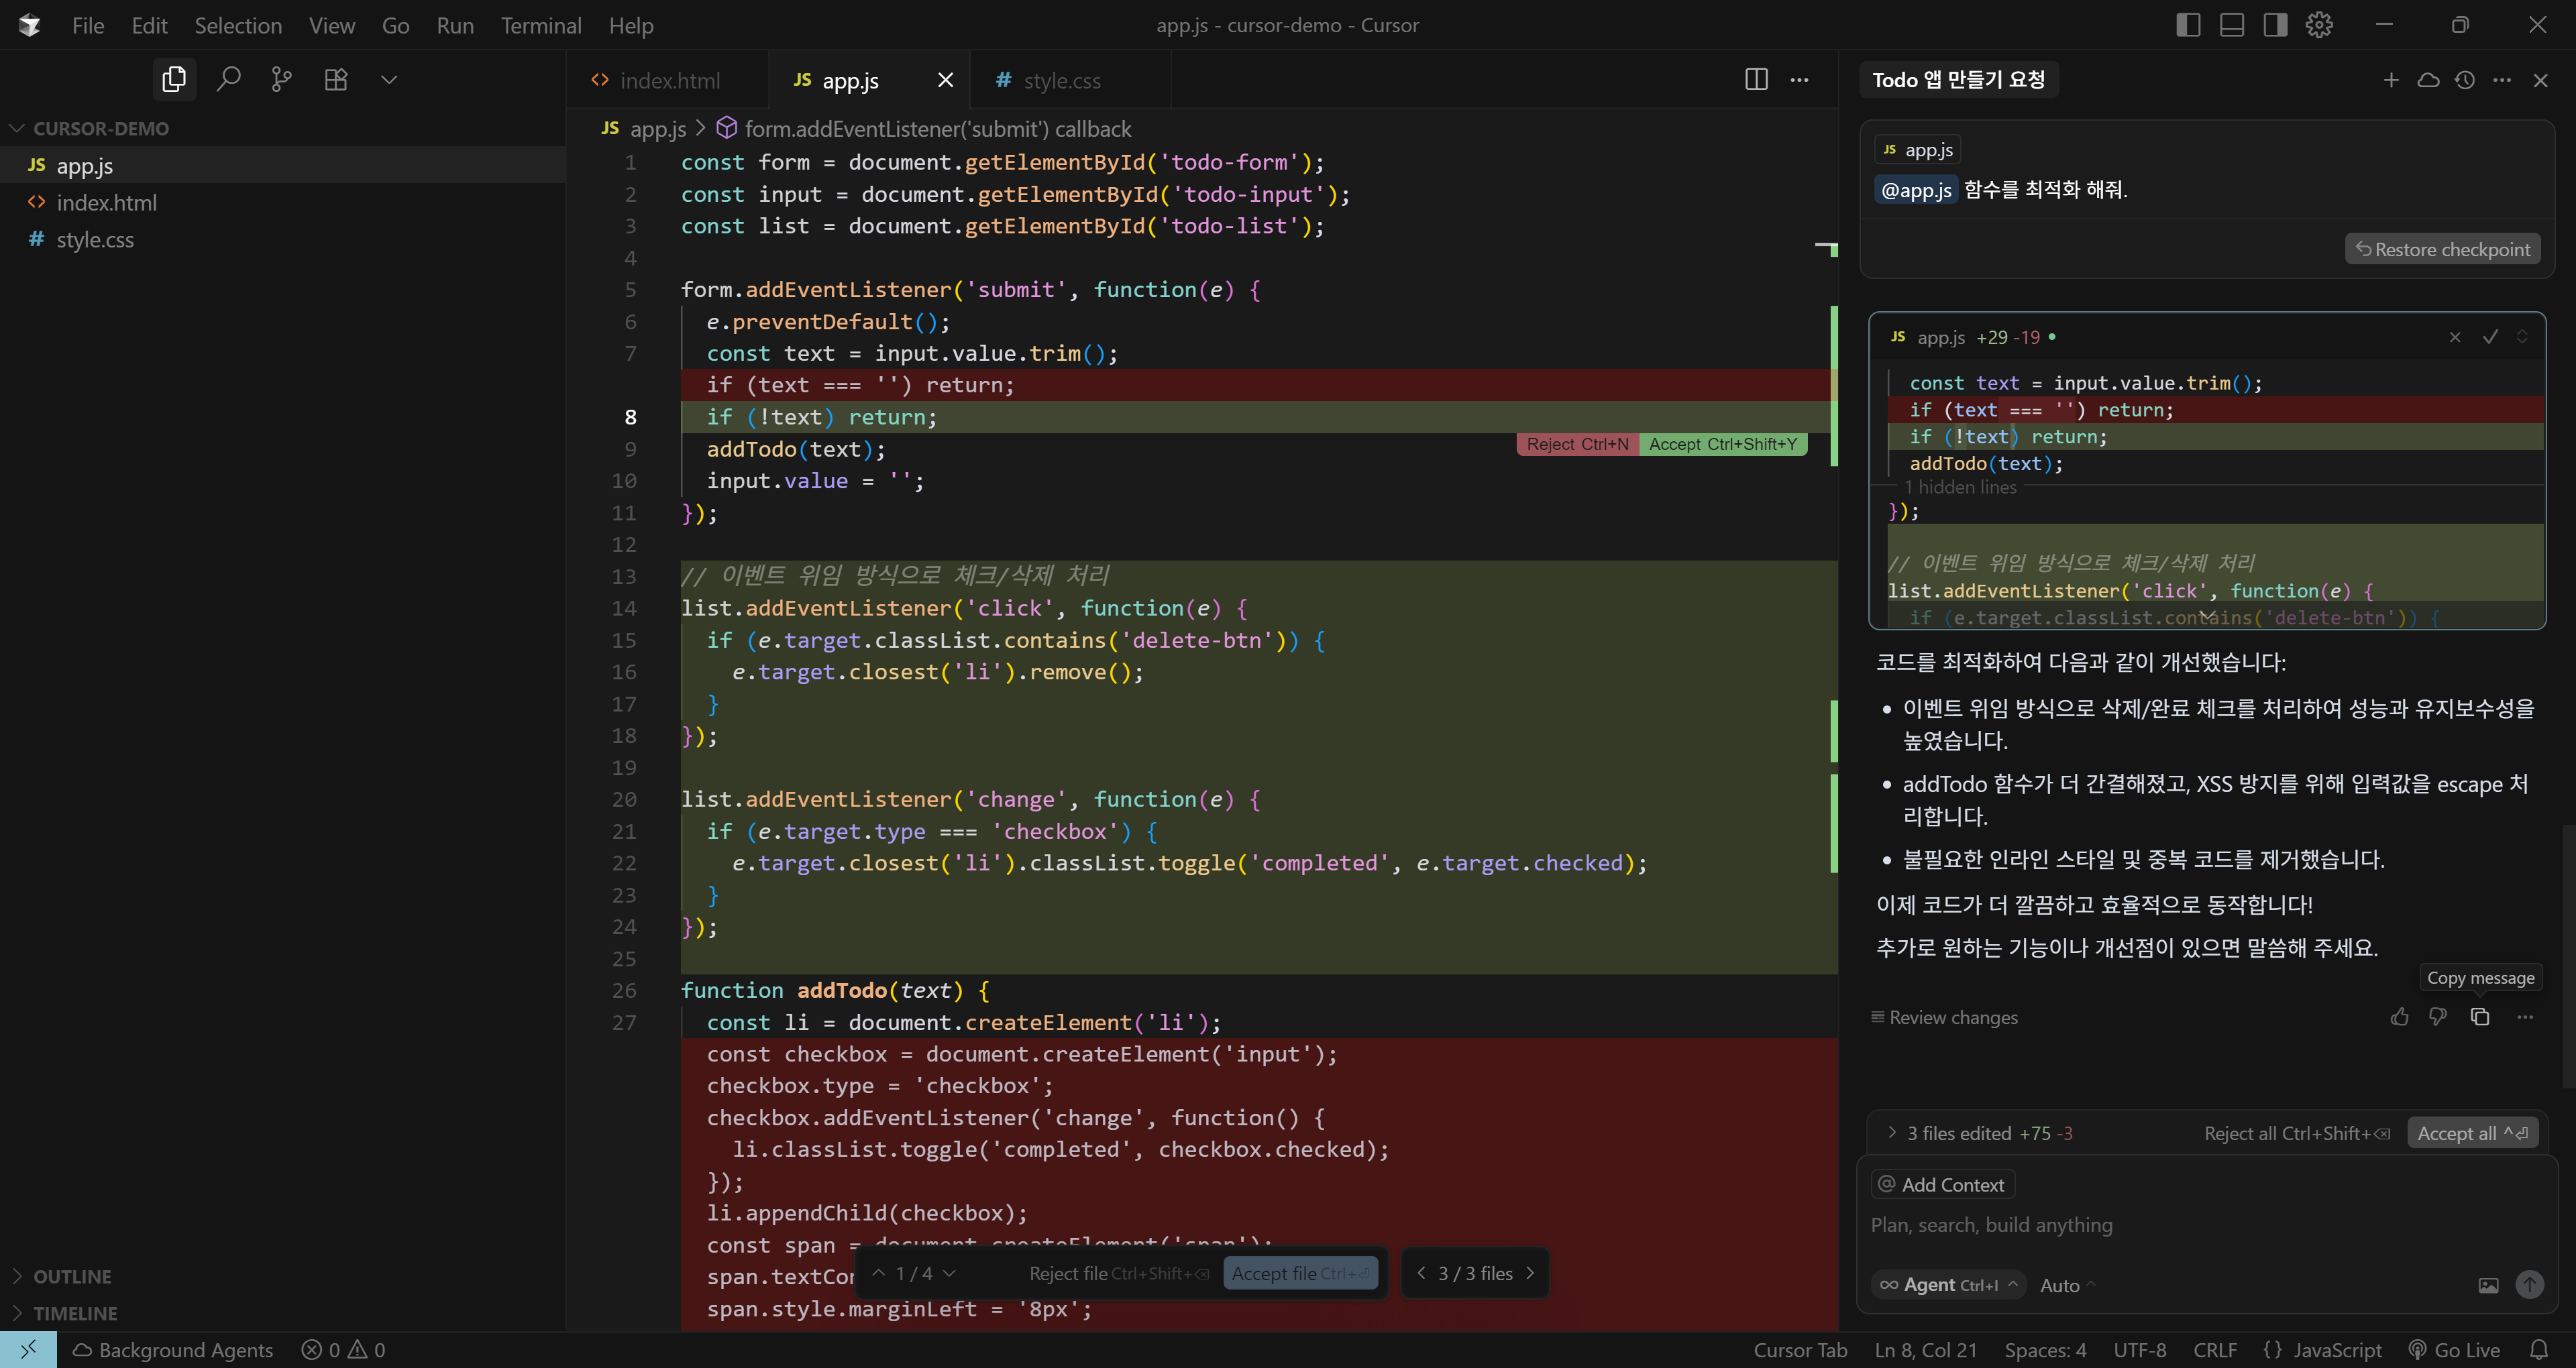 File Edit Selection View Go Run Terminal Help
app.js - cursor-demo - Cursor
CURSOR-DEMO
JS app.js
<> index.html
# style.css
OUTLINE
TIMELINE
<> index.html
JS app.js
# style.css
JS app.js > form.addEventListener('submit') callback
1 const form = document.getElementById('todo-form');
2 const input = document.getElementById('todo-input');
3 const list = document.getElementById('todo-list');
4
5 form.addEventListener('submit', function(e) {
6 e.preventDefault();
7 const text = input.value.trim();
if (text === '') return;
8 if (!text) return;
9 addTodo(text);
Reject Ctrl+N Accept Ctrl+Shift+Y
10 input.value = '';
11 });
12
13 // 이벤트 위임 방식으로 체크/삭제 처리
14 list.addEventListener('click', function(e) {
15 if (e.target.classList.contains('delete-btn')) {
16 e.target.closest('li').remove();
17 }
18 });
19
20 list.addEventListener('change', function(e) {
21 if (e.target.type === 'checkbox') {
22 e.target.closest('li').classList.toggle('completed', e.target.checked);
23 }
24 });
25
26 function addTodo(text) {
27 const li = document.createElement('li');
const checkbox = document.createElement('input');
checkbox.type = 'checkbox';
checkbox.addEventListener('change', function() {
li.classList.toggle('completed', checkbox.checked);
});
li.appendChild(checkbox);
const span = document.createElement('span');
span.textCon
span.style.marginLeft = '8px';
1 / 4
Reject file Ctrl+Shift+⌫ Accept file Ctrl+⏎
3 / 3 files
Todo 앱 만들기 요청
JS app.js
@app.js 함수를 최적화 해줘.
Restore checkpoint
JS app.js +29 -19
const text = input.value.trim();
if (text === '') return;
if (!text) return;
addTodo(text);
1 hidden lines
});
// 이벤트 위임 방식으로 체크/삭제 처리
list.addEventListener('click', function(e) {
if (e.target.classList.contains('delete-btn')) {
코드를 최적화하여 다음과 같이 개선했습니다:
• 이벤트 위임 방식으로 삭제/완료 체크를 처리하여 성능과 유지보수성을
높였습니다.
• addTodo 함수가 더 간결해졌고, XSS 방지를 위해 입력값을 escape 처
리합니다.
• 불필요한 인라인 스타일 및 중복 코드를 제거했습니다.
이제 코드가 더 깔끔하고 효율적으로 동작합니다!
추가로 원하는 기능이나 개선점이 있으면 말씀해 주세요.
Copy message
Review changes
3 files edited +75 -3
Reject all Ctrl+Shift+⌫ Accept all ^⏎
@ Add Context
Plan, search, build anything
∞ Agent Ctrl+I Auto
Background Agents 0 0
Cursor Tab Ln 8, Col 21 Spaces: 4 UTF-8 CRLF {} JavaScript Go Live